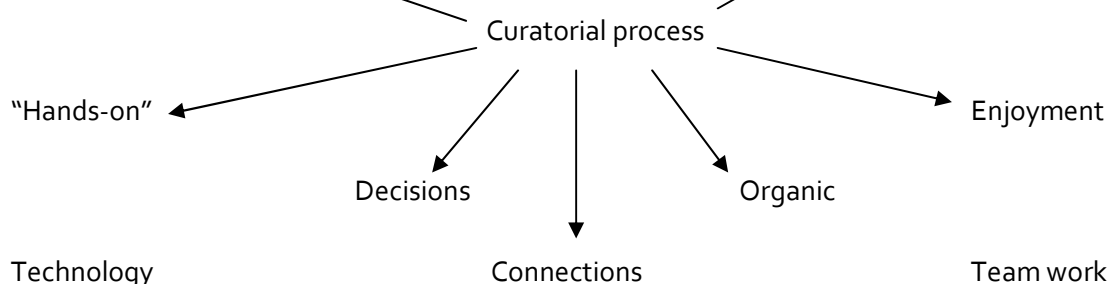 Curatorial process
“Hands-on” Enjoyment
Decisions Organic
Technology Connections Team work